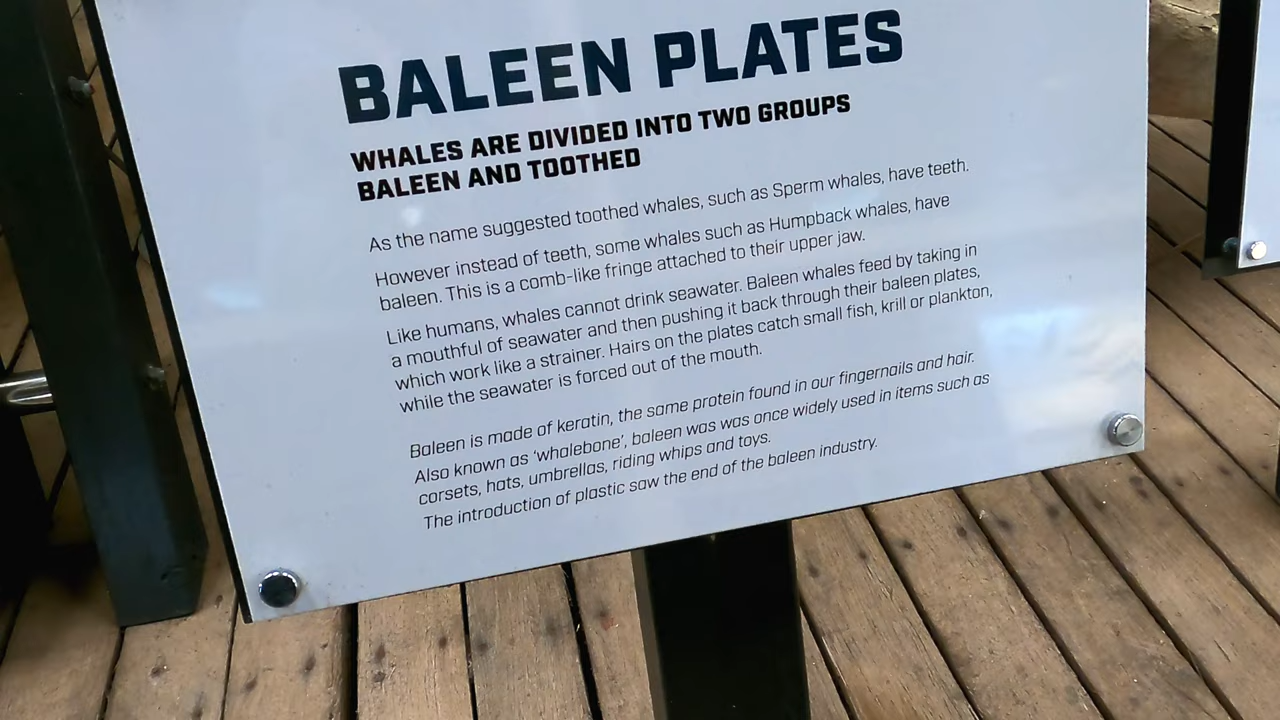 BALEEN PLATES
WHALES ARE DIVIDED INTO TWO GROUPS
BALEEN AND TOOTHED
As the name suggested toothed whales, such as Sperm whales, have teeth.
However instead of teeth, some whales such as Humpback whales, have
baleen. This is a comb-like fringe attached to their upper jaw.
Like humans, whales cannot drink seawater. Baleen whales feed by taking in
a mouthful of seawater and then pushing it back through their baleen plates,
which work like a strainer. Hairs on the plates catch small fish, krill or plankton,
while the seawater is forced out of the mouth.
Baleen is made of keratin, the same protein found in our fingernails and hair.
Also known as ‘whalebone’, baleen was was once widely used in items such as
corsets, hats, umbrellas, riding whips and toys.
The introduction of plastic saw the end of the baleen industry.